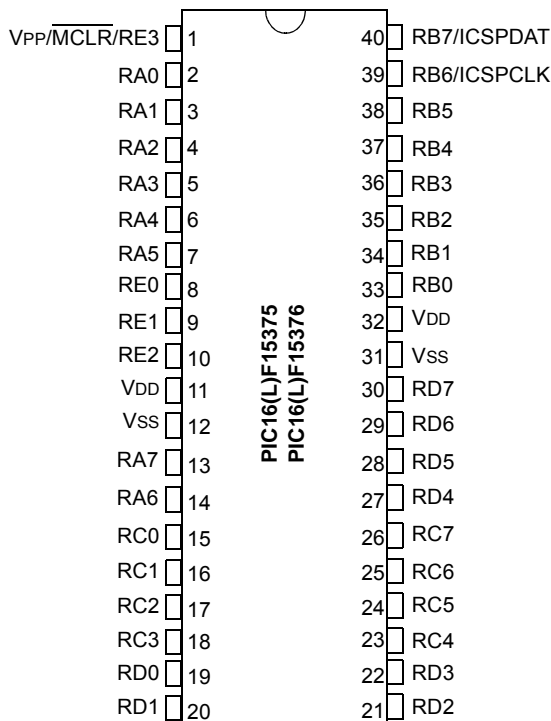 VPP/MCLR/RE3 1 40 RB7/ICSPDAT
RA0 2 39 RB6/ICSPCLK
RA1 3 38 RB5
RA2 4 37 RB4
RA3 5 36 RB3
RA4 6 35 RB2
RA5 7 34 RB1
RE0 8 33 RB0
RE1 9 32 VDD
RE2 10 31 VSS
VDD 11 30 RD7
VSS 12 29 RD6
RA7 13 28 RD5
RA6 14 27 RD4
RC0 15 26 RC7
RC1 16 25 RC6
RC2 17 24 RC5
RC3 18 23 RC4
RD0 19 22 RD3
RD1 20 21 RD2
PIC16(L)F15375
PIC16(L)F15376